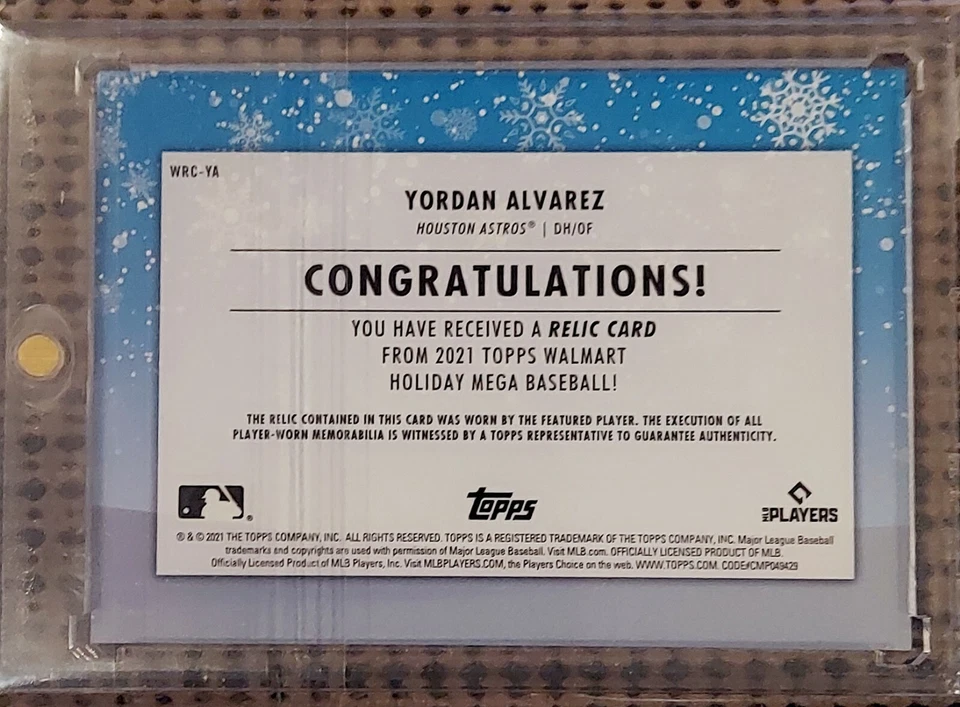 WRC-YA
YORDAN ALVAREZ
HOUSTON ASTROS® | DH/OF
CONGRATULATIONS!
YOU HAVE RECEIVED A RELIC CARD
FROM 2021 TOPPS WALMART
HOLIDAY MEGA BASEBALL!
THE RELIC CONTAINED IN THIS CARD WAS WORN BY THE FEATURED PLAYER. THE EXECUTION OF ALL
PLAYER-WORN MEMORABILIA IS WITNESSED BY A TOPPS REPRESENTATIVE TO GUARANTEE AUTHENTICITY.
® topps MLB PLAYERS
® & © 2021 THE TOPPS COMPANY, INC. ALL RIGHTS RESERVED. TOPPS IS A REGISTERED TRADEMARK OF THE TOPPS COMPANY, INC. Major League Baseball
trademarks and copyrights are used with permission of Major League Baseball. Visit MLB.com. OFFICIALLY LICENSED PRODUCT OF MLB.
Officially Licensed Product of MLB Players, Inc. Visit MLBPLAYERS.COM, the Players Choice on the web. WWW.TOPPS.COM. CODE#CMP049429